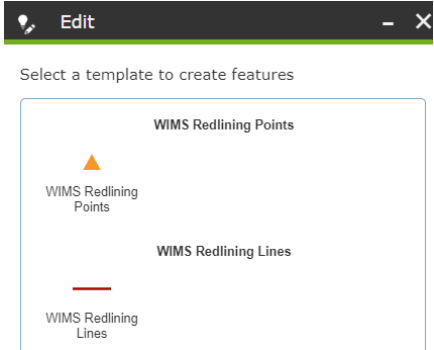 Edit
Select a template to create features
WIMS Redlining Points
WIMS Redlining
Points
WIMS Redlining Lines
WIMS Redlining
Lines